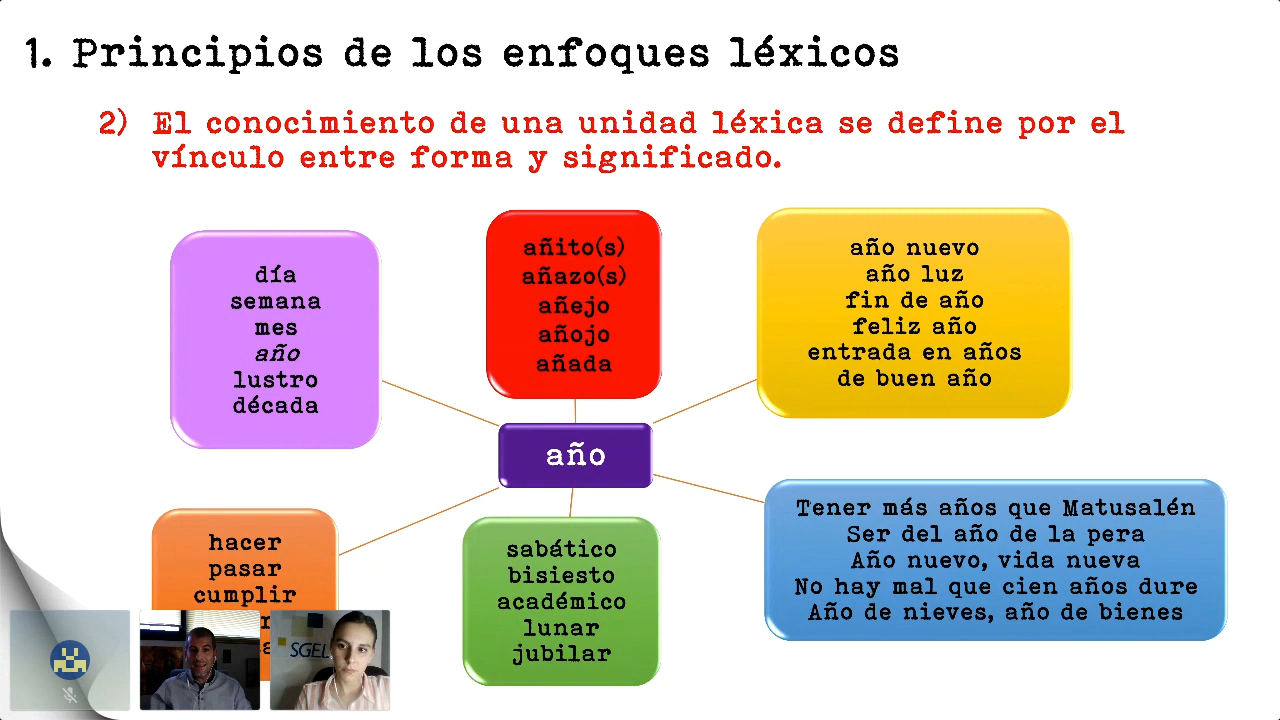 1. Principios de los enfoques léxicos
2) El conocimiento de una unidad léxica se define por el
vínculo entre forma y significado.
día
semana
mes
año
lustro
década
añito(s)
añazo(s)
añejo
añojo
añada
año nuevo
año luz
fin de año
feliz año
entrada en años
de buen año
año
hacer
pasar
cumplir
sabático
bisiesto
académico
lunar
jubilar
Tener más años que Matusalén
Ser del año de la pera
Año nuevo, vida nueva
No hay mal que cien años dure
Año de nieves, año de bienes
SGEL